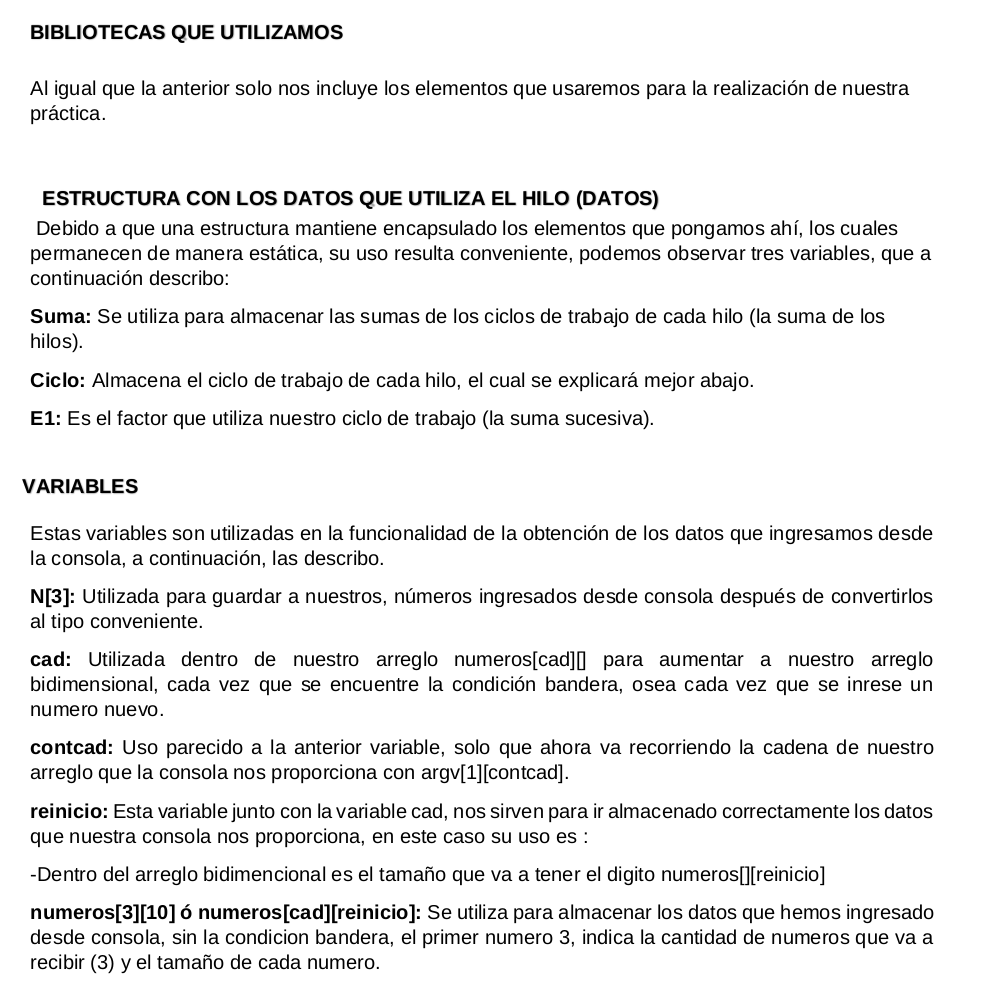 BIBLIOTECAS QUE UTILIZAMOS
Al igual que la anterior solo nos incluye los elementos que usaremos para la realización de nuestra
práctica.
ESTRUCTURA CON LOS DATOS QUE UTILIZA EL HILO (DATOS)
Debido a que una estructura mantiene encapsulado los elementos que pongamos ahí, los cuales
permanecen de manera estática, su uso resulta conveniente, podemos observar tres variables, que a
continuación describo:
Suma: Se utiliza para almacenar las sumas de los ciclos de trabajo de cada hilo (la suma de los
hilos).
Ciclo: Almacena el ciclo de trabajo de cada hilo, el cual se explicará mejor abajo.
E1: Es el factor que utiliza nuestro ciclo de trabajo (la suma sucesiva).
VARIABLES
Estas variables son utilizadas en la funcionalidad de la obtención de los datos que ingresamos desde
la consola, a continuación, las describo.
N[3]: Utilizada para guardar a nuestros, números ingresados desde consola después de convertirlos
al tipo conveniente.
cad: Utilizada dentro de nuestro arreglo numeros[cad][] para aumentar a nuestro arreglo
bidimensional, cada vez que se encuentre la condición bandera, osea cada vez que se inrese un
numero nuevo.
contcad: Uso parecido a la anterior variable, solo que ahora va recorriendo la cadena de nuestro
arreglo que la consola nos proporciona con argv[1][contcad].
reinicio: Esta variable junto con la variable cad, nos sirven para ir almacenado correctamente los datos
que nuestra consola nos proporciona, en este caso su uso es :
-Dentro del arreglo bidimencional es el tamaño que va a tener el digito numeros[][reinicio]
numeros[3][10] ó numeros[cad][reinicio]: Se utiliza para almacenar los datos que hemos ingresado
desde consola, sin la condicion bandera, el primer numero 3, indica la cantidad de numeros que va a
recibir (3) y el tamaño de cada numero.